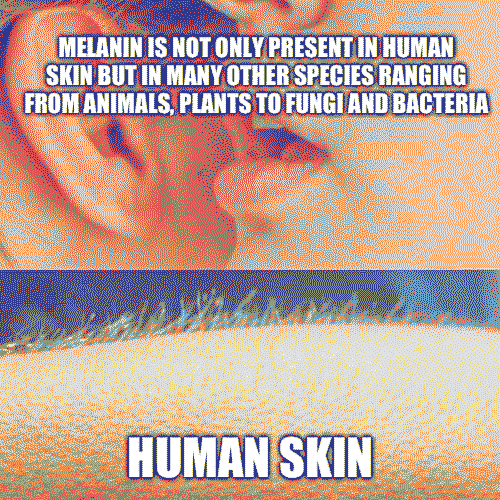 MELANIN IS NOT ONLY PRESENT IN HUMAN
SKIN BUT IN MANY OTHER SPECIES RANGING
FROM ANIMALS, PLANTS TO FUNGI AND BACTERIA
HUMAN SKIN